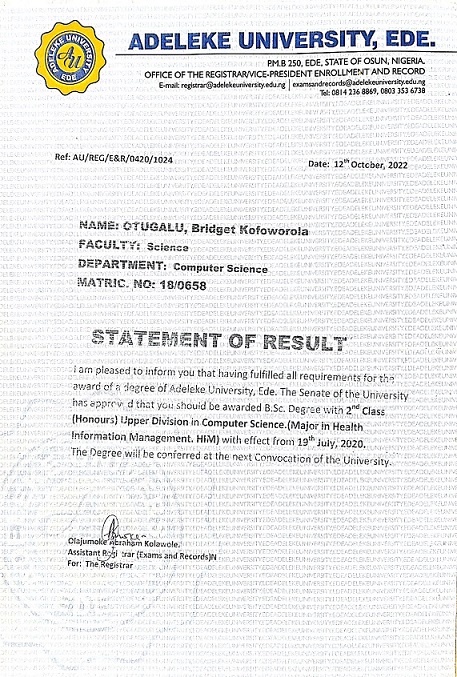 ADELEKE UNIVERSITY, EDE.
P.M.B 250, EDE, STATE OF OSUN, NIGERIA.
OFFICE OF THE REGISTRAR/VICE-PRESIDENT ENROLLMENT AND RECORD
E-mail: registrar@adelekeuniversity.edu.ng | examsandrecords@adelekeuniversity.edu.ng
Tel: 0814 236 8869, 0803 353 6738
ADELEKE UNIVERSITY
AU
EDE
Ref: AU/REG/E&R/0420/1024
Date: 12th October, 2022
NAME: OTUGALU, Bridget Kofoworola
FACULTY: Science
DEPARTMENT: Computer Science
MATRIC. NO: 18/0658
STATEMENT OF RESULT
I am pleased to inform you that having fulfilled all requirements for the
award of a degree of Adeleke University, Ede. The Senate of the University
has approved that you should be awarded B.Sc. Degree with 2nd Class
(Honours) Upper Division in Computer Science.(Major in Health
Information Management. HIM) with effect from 19th July, 2020.
The Degree will be conferred at the next Convocation of the University.
Olajumoke Abraham Kolawole.
Assistant Registrar (Exams and Records)N
For: The Registrar